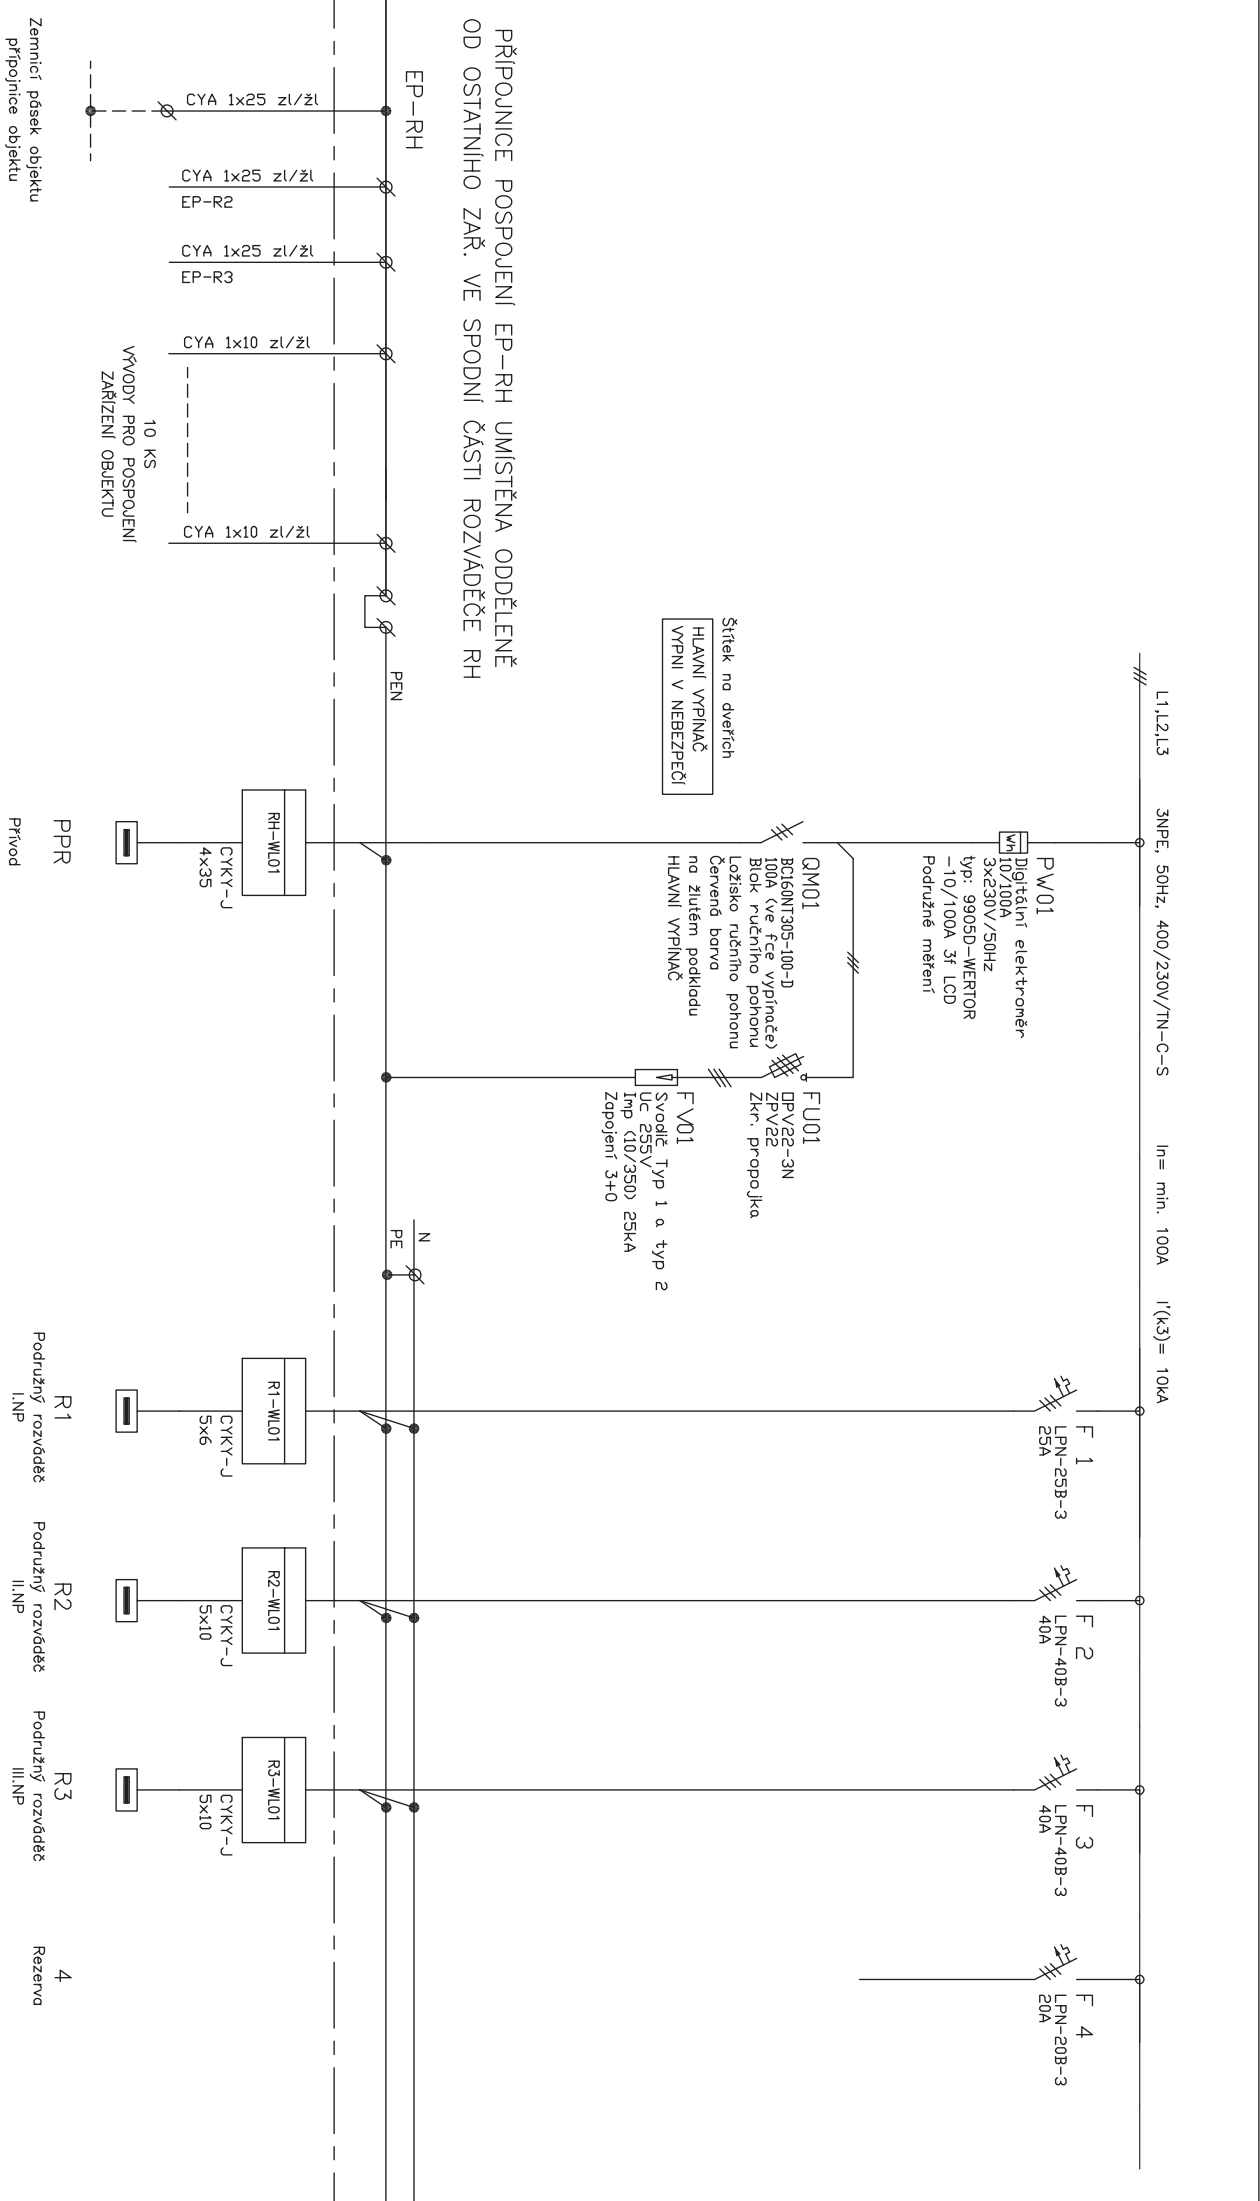 L1,L2,L3   3NPE, 50Hz, 400/230V/TN-C-S   In= min. 100A   I''(k3)= 10kA
PW01
Digitální elektroměr
10/100A
3x230V/50Hz
typ: 9905D-WERTOR
-10/100A 3f LCD
Podružné měření
Wh
F 1
LPN-25B-3
25A
F 2
LPN-40B-3
40A
F 3
LPN-40B-3
40A
F 4
LPN-20B-3
20A
QM01
BC160NT305-100-D
100A (ve fce vypínače)
Blok ručního pohonu
Ložisko ručního pohonu
Červená barva
na žlutém podkladu
HLAVNÍ VYPÍNAČ
FU01
OPV22-3N
ZPV22
Zkr. propojka
Štítek na dveřích
HLAVNÍ VYPÍNAČ
VYPNI V NEBEZPEČÍ
FV01
Svodič Typ 1 a typ 2
Uc 255V
Imp (10/350) 25kA
Zapojení 3+0
PŘÍPOJNICE POSPOJENÍ EP-RH UMÍSTĚNA ODDĚLENĚ
OD OSTATNÍHO ZAŘ. VE SPODNÍ ČÁSTI ROZVÁDĚČE RH
EP-RH
PEN
N
PE
CYA 1x25 zl/žl
CYA 1x25 zl/žl
EP-R2
CYA 1x25 zl/žl
EP-R3
CYA 1x10 zl/žl
CYA 1x10 zl/žl
10 KS
VÝVODY PRO POSPOJENÍ
ZAŘÍZENÍ OBJEKTU
RH-WL01
CYKY-J
4x35
R1-WL01
CYKY-J
5x6
R2-WL01
CYKY-J
5x10
R3-WL01
CYKY-J
5x10
Zemnící pásek objektu
přípojnice objektu
PPR
Přívod
R1
Podružný rozváděč
I.NP
R2
Podružný rozváděč
II.NP
R3
Podružný rozváděč
III.NP
4
Rezerva